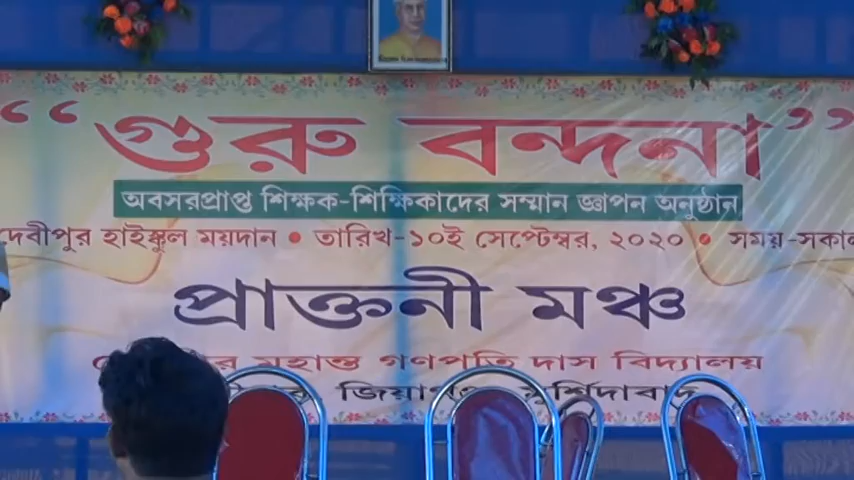 “ গুরু বন্দনা ”
অবসরপ্রাপ্ত শিক্ষক-শিক্ষিকাদের সম্মান জ্ঞাপন অনুষ্ঠান
দেবীপুর হাইস্কুল ময়দান • তারিখ-১০ই সেপ্টেম্বর, ২০২০ • সময়-সকাল
প্রাক্তনী মঞ্চ
মহান্ত গণপতি দাস বিদ্যালয়
জিয়াগঞ্জ মুর্শিদাবাদ